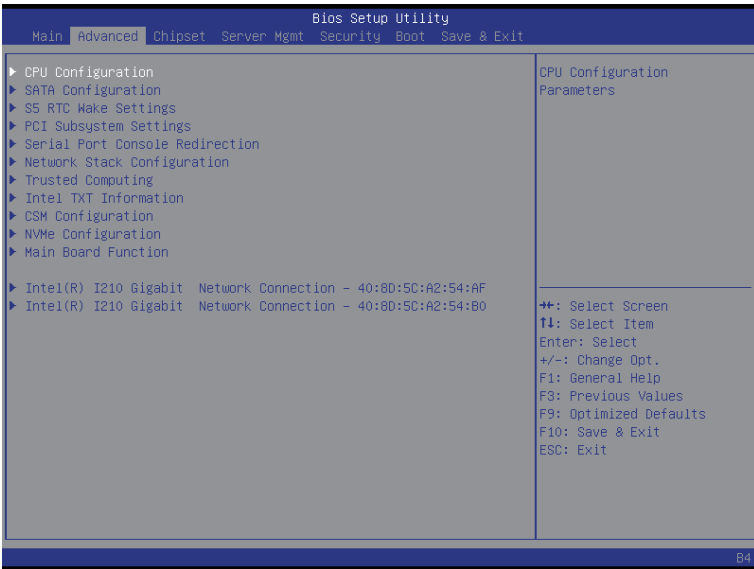 Bios Setup Utility
Main Advanced Chipset Server Mgmt Security Boot Save & Exit
CPU Configuration
SATA Configuration
S5 RTC Wake Settings
PCI Subsystem Settings
Serial Port Console Redirection
Network Stack Configuration
Trusted Computing
Intel TXT Information
CSM Configuration
NVMe Configuration
Main Board Function
Intel(R) I210 Gigabit Network Connection - 40:8D:5C:A2:54:AF
Intel(R) I210 Gigabit Network Connection - 40:8D:5C:A2:54:B0
CPU Configuration
Parameters
→←: Select Screen
↑↓: Select Item
Enter: Select
+/-: Change Opt.
F1: General Help
F3: Previous Values
F9: Optimized Defaults
F10: Save & Exit
ESC: Exit
B4